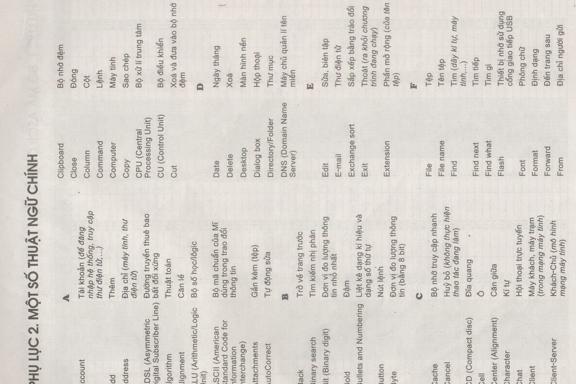 PHỤ LỤC 2. MỘT SỐ THUẬT NGỮ CHÍNH
A
ccount Tài khoản (để đăng
nhập hệ thống, truy cập
thư điện tử,...)
dd Thêm
ddress Địa chỉ (máy tính, thư
điện tử)
DSL (Asymmetric Đường truyền thuê bao
Digital Subscriber Line) bất đối xứng
lgorithm Thuật toán
lignment Căn lề
LU (Arithmetic/Logic Bộ số học/lôgic
nit)
SCII (American Bộ mã chuẩn của Mĩ
tandard Code for dùng trong trao đổi
nformation thông tin
nterchange)
ttachments Gắn kèm (tệp)
utoCorrect Tự động sửa
B
ack Trở về trang trước
inary search Tìm kiếm nhị phân
it (Binary digit) Đơn vị đo lượng thông
tin nhỏ nhất
old Đậm
ullets and Numbering Liệt kê dạng kí hiệu và
dạng số thứ tự
utton Nút lệnh
yte Đơn vị đo lượng thông
tin (bằng 8 bit)
C
Cache Bộ nhớ truy cập nhanh
Cancel Huỷ bỏ (không thực hiện
thao tác đang làm)
CD (Compact disc) Đĩa quang
Cell Ô
Center (Alignment) Căn giữa
Character Kí tự
Chat Hội thoại trực tuyến
Client Máy khách, máy trạm
(trong mạng máy tính)
Client-Server Khách-Chủ (mô hình
mạng máy tính)
Clipboard Bộ nhớ đệm
Close Đóng
Column Cột
Command Lệnh
Computer Máy tính
Copy Sao chép
CPU (Central Bộ xử lí trung tâm
Processing Unit)
CU (Control Unit) Bộ điều khiển
Cut Xoá và đưa vào bộ nhớ
đệm
D
Date Ngày tháng
Delete Xoá
Desktop Màn hình nền
Dialog box Hộp thoại
Directory/Folder Thư mục
DNS (Domain Name Máy chủ quản lí tên
Server) miền
E
Edit Sửa, biên tập
E-mail Thư điện tử
Exchange sort Sắp xếp bằng tráo đổi
Exit Thoát (ra khỏi chương
trình đang chạy)
Extension Phần mở rộng (của tên
tệp)
F
File Tệp
File name Tên tệp
Find Tìm (dãy kí tự, máy
tính,...)
Find next Tìm tiếp
Find what Tìm gì
Flash Thiết bị nhớ sử dụng
cổng giao tiếp USB
Font Phông chữ
Format Định dạng
Forward Đến trang sau
From Địa chỉ người gửi